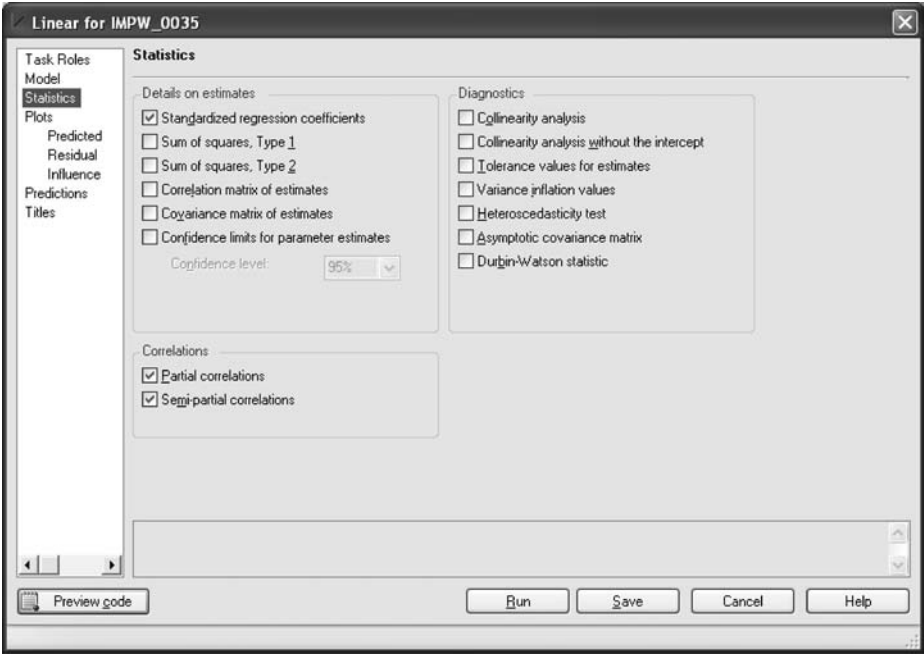 Linear for IMPW_0035
Task Roles
Model
Statistics
Plots
Predicted
Residual
Influence
Predictions
Titles
Statistics
Details on estimates
Standardized regression coefficients
Sum of squares, Type 1
Sum of squares, Type 2
Correlation matrix of estimates
Covariance matrix of estimates
Confidence limits for parameter estimates
Confidence level:
95%
Diagnostics
Collinearity analysis
Collinearity analysis without the intercept
Tolerance values for estimates
Variance inflation values
Heteroscedasticity test
Asymptotic covariance matrix
Durbin-Watson statistic
Correlations
Partial correlations
Semi-partial correlations
Preview code
Run
Save
Cancel
Help